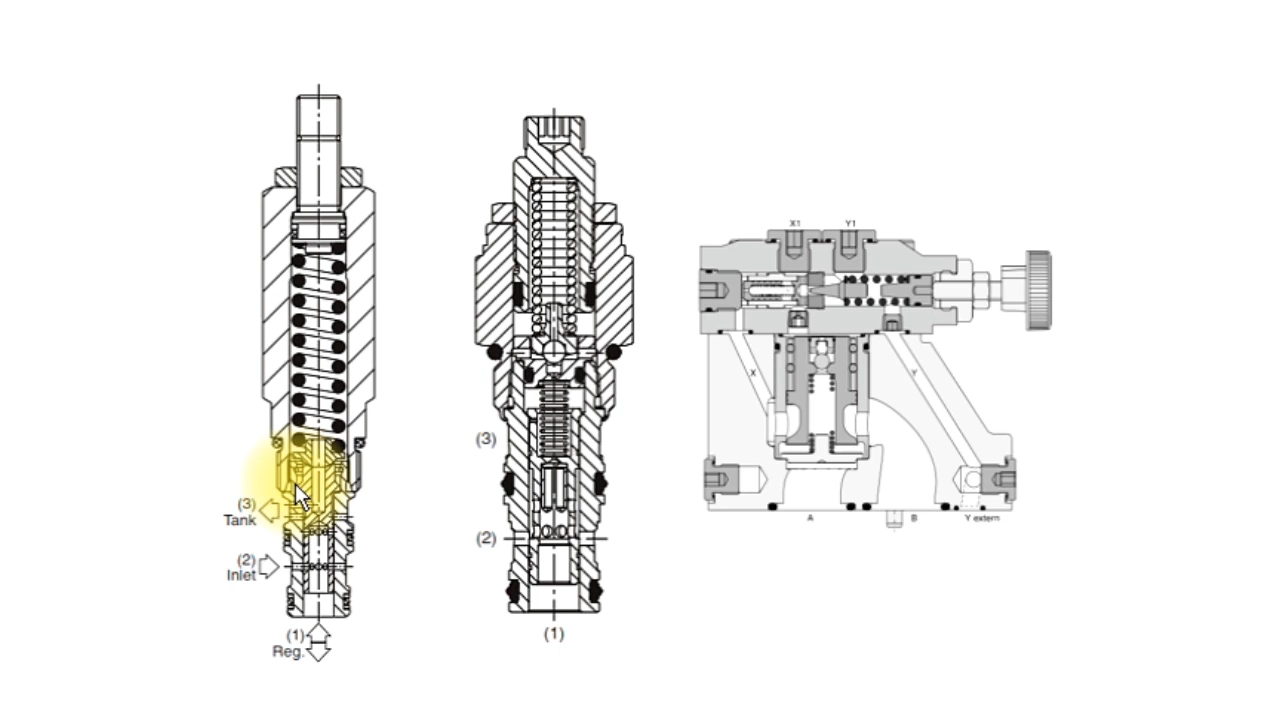 (3)
Tank
(2)
Inlet
(1)
Reg.
(3)
(2)
(1)
X1 Y1
X Y
A B Y extern